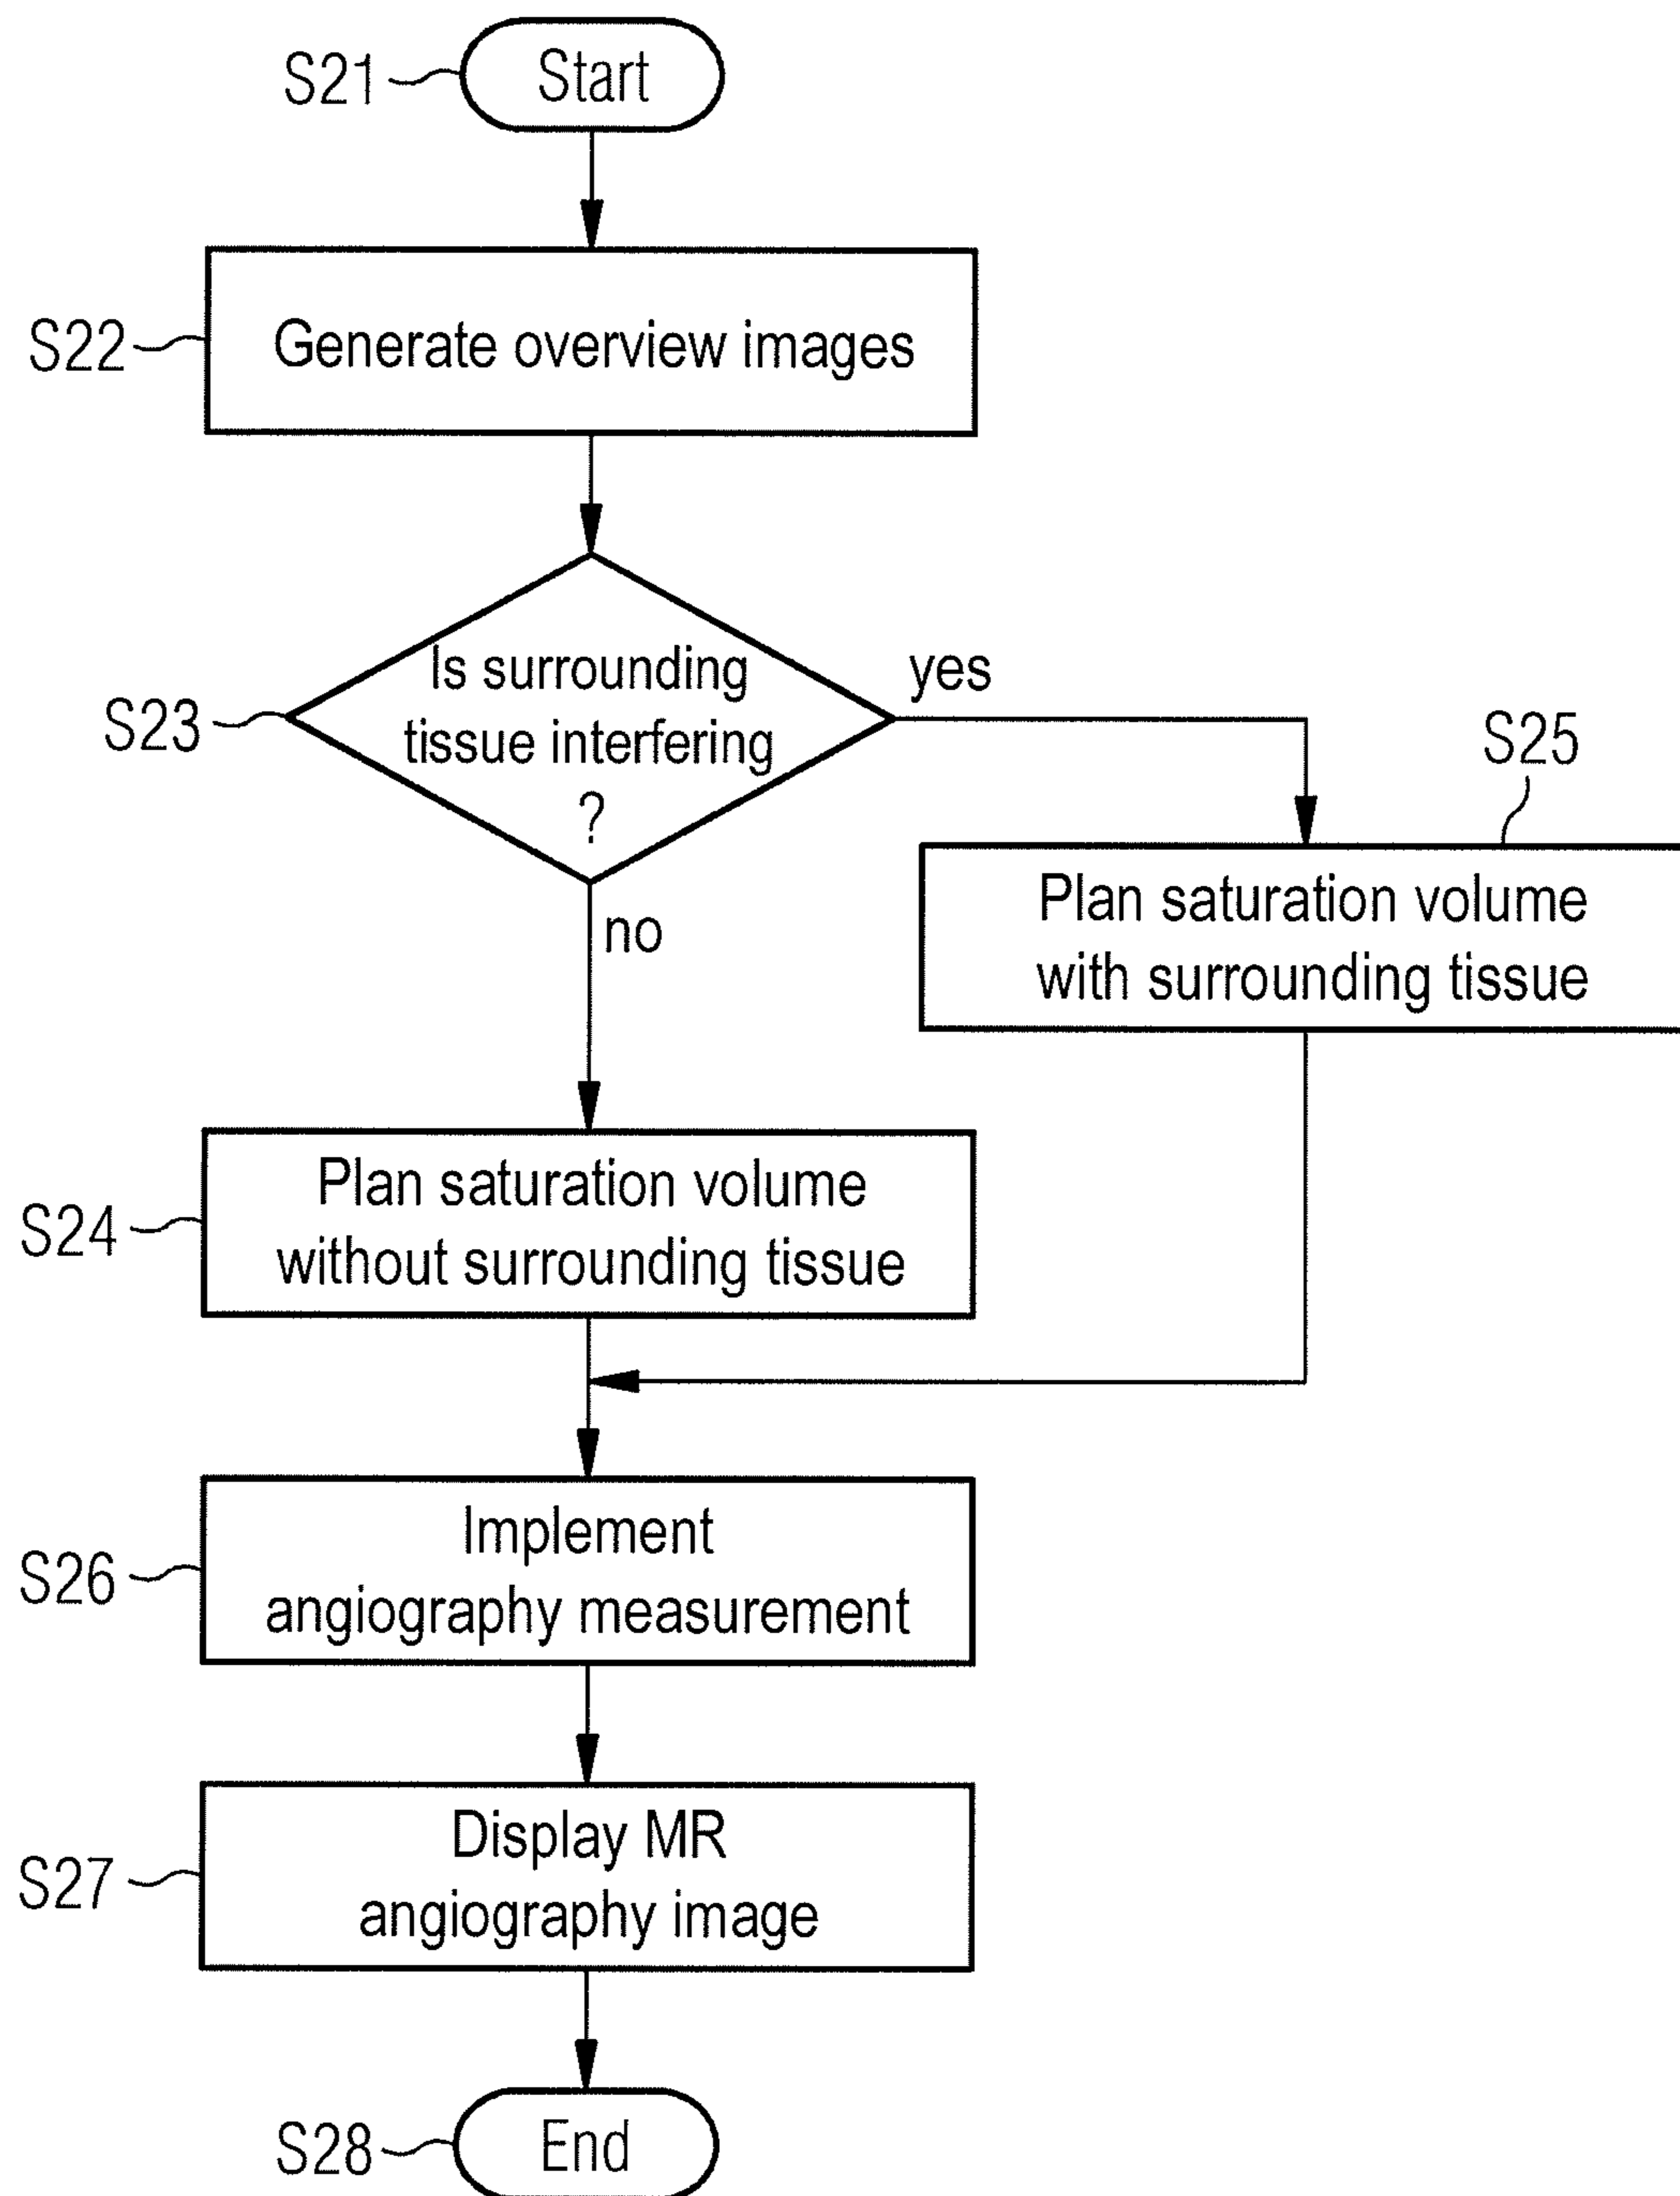 S21
Start
S22
Generate overview images
S23
Is surrounding
tissue interfering
?
yes
no
S25
Plan saturation volume
with surrounding tissue
S24
Plan saturation volume
without surrounding tissue
S26
Implement
angiography measurement
S27
Display MR
angiography image
S28
End